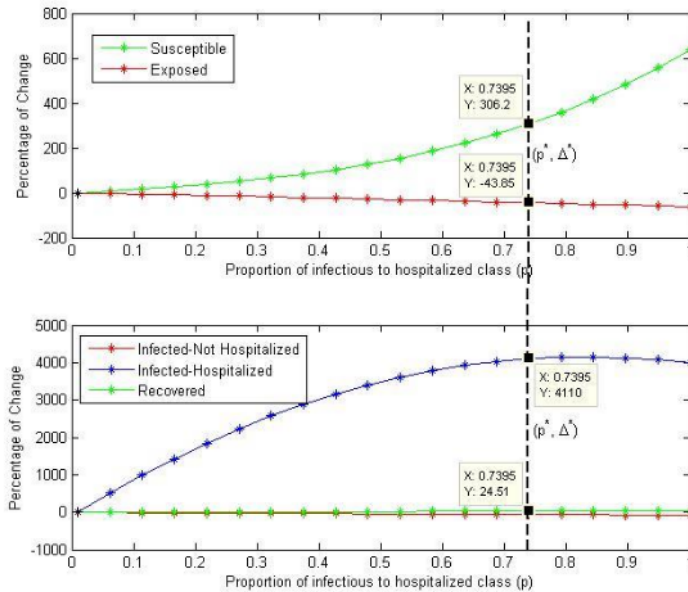 800
600
400
200
0
-200
Percentage of Change
Susceptible
Exposed
X: 0.7395
Y: 306.2
X: 0.7395
Y: -43.85
(p*, Δ*)
0 0.1 0.2 0.3 0.4 0.5 0.6 0.7 0.8 0.9 1
Proportion of infectious to hospitalized class (p)
5000
4000
3000
2000
1000
0
-1000
Percentage of Change
Infected-Not Hospitalized
Infected-Hospitalized
Recovered
X: 0.7395
Y: 4110
(p*, Δ*)
X: 0.7395
Y: 24.51
0 0.1 0.2 0.3 0.4 0.5 0.6 0.7 0.8 0.9 1
Proportion of infectious to hospitalized class (p)